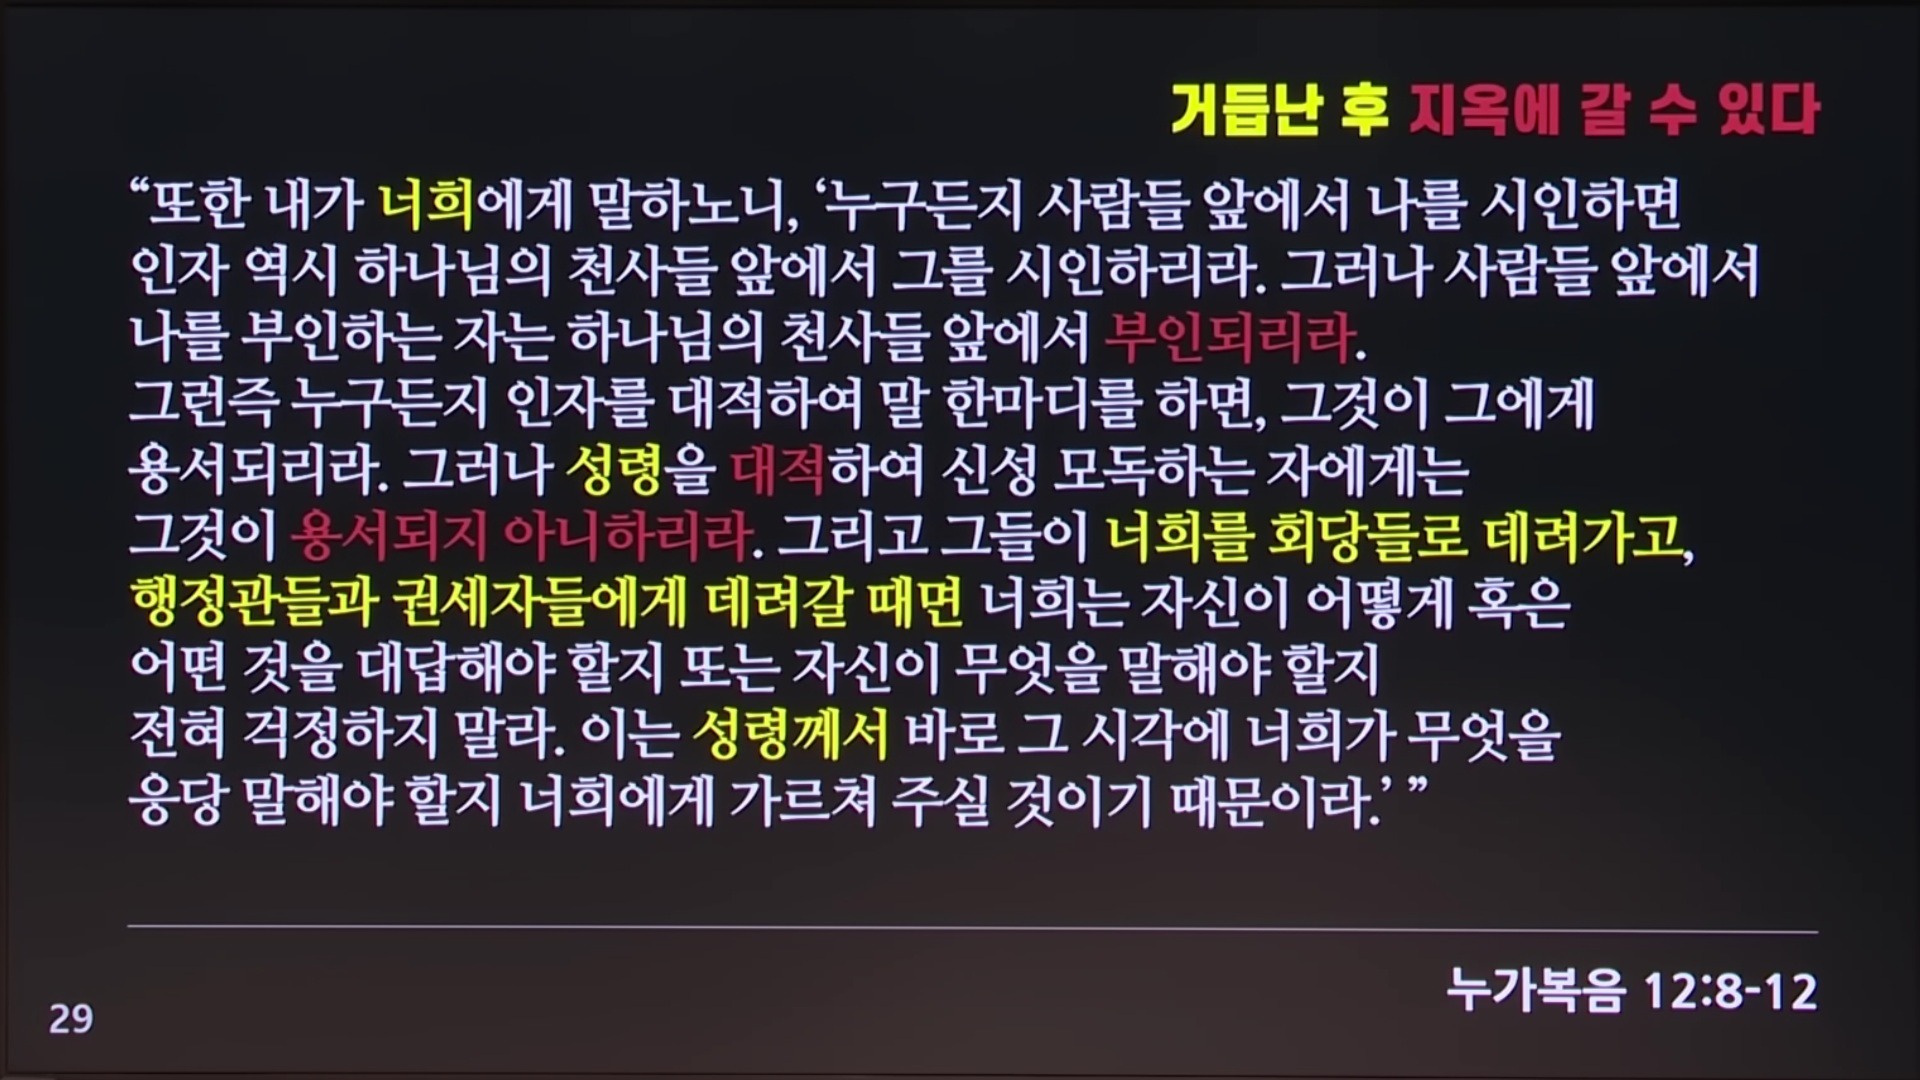 거듭난 후 지옥에 갈 수 있다
“또한 내가 너희에게 말하노니, ‘누구든지 사람들 앞에서 나를 시인하면
인자 역시 하나님의 천사들 앞에서 그를 시인하리라. 그러나 사람들 앞에서
나를 부인하는 자는 하나님의 천사들 앞에서 부인되리라.
그런즉 누구든지 인자를 대적하여 말 한마디를 하면, 그것이 그에게
용서되리라. 그러나 성령을 대적하여 신성 모독하는 자에게는
그것이 용서되지 아니하리라. 그리고 그들이 너희를 회당들로 데려가고,
행정관들과 권세자들에게 데려갈 때면 너희는 자신이 어떻게 혹은
어떤 것을 대답해야 할지 또는 자신이 무엇을 말해야 할지
전혀 걱정하지 말라. 이는 성령께서 바로 그 시각에 너희가 무엇을
응당 말해야 할지 너희에게 가르쳐 주실 것이기 때문이라.’ ”
누가복음 12:8-12
29